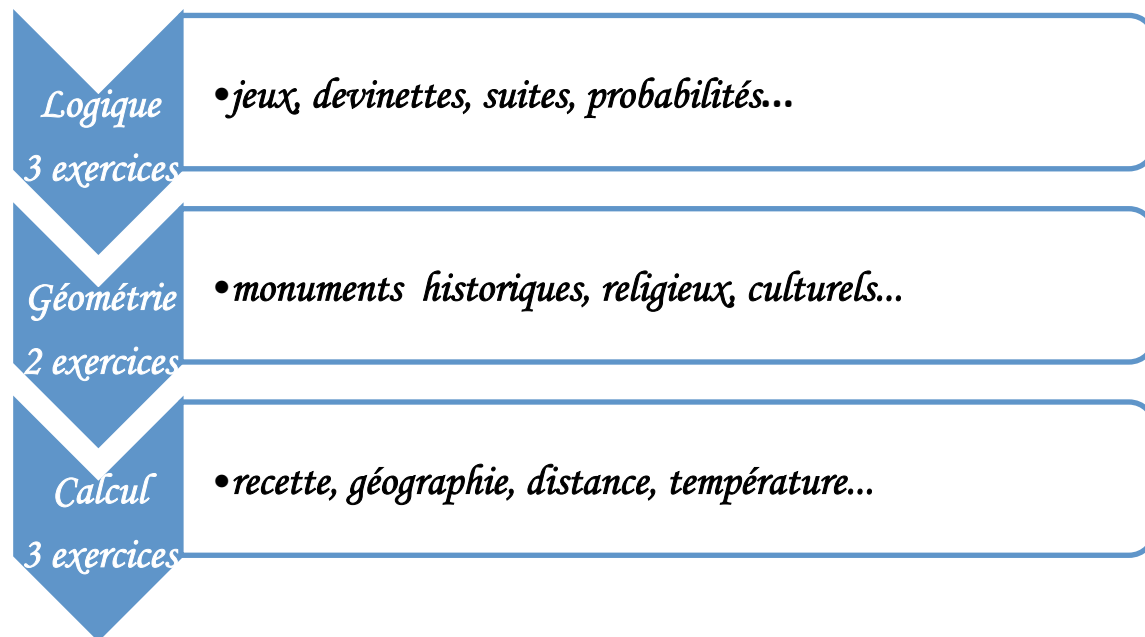 Logique
3 exercices
•jeux, devinettes, suites, probabilités...
Géométrie
2 exercices
•monuments historiques, religieux, culturels...
Calcul
3 exercices
•recette, géographie, distance, température...